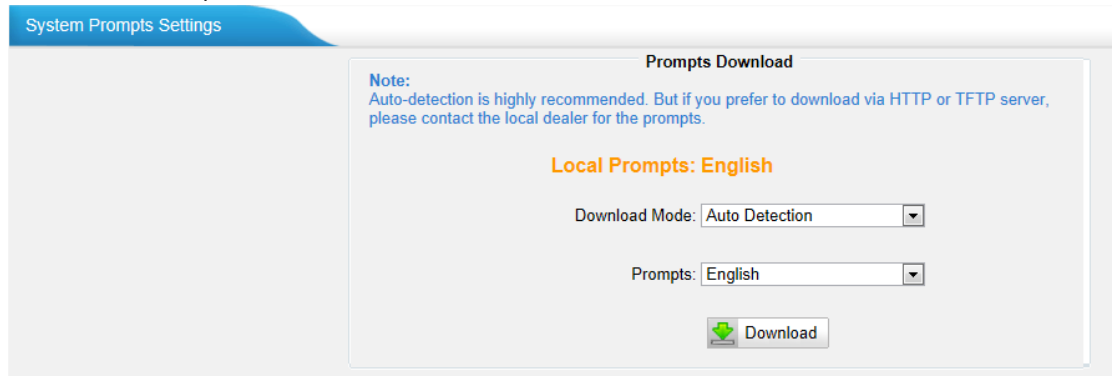 System Prompts Settings
Prompts Download
Note:
Auto-detection is highly recommended. But if you prefer to download via HTTP or TFTP server,
please contact the local dealer for the prompts.
Local Prompts: English
Download Mode: Auto Detection
Prompts: English
Download